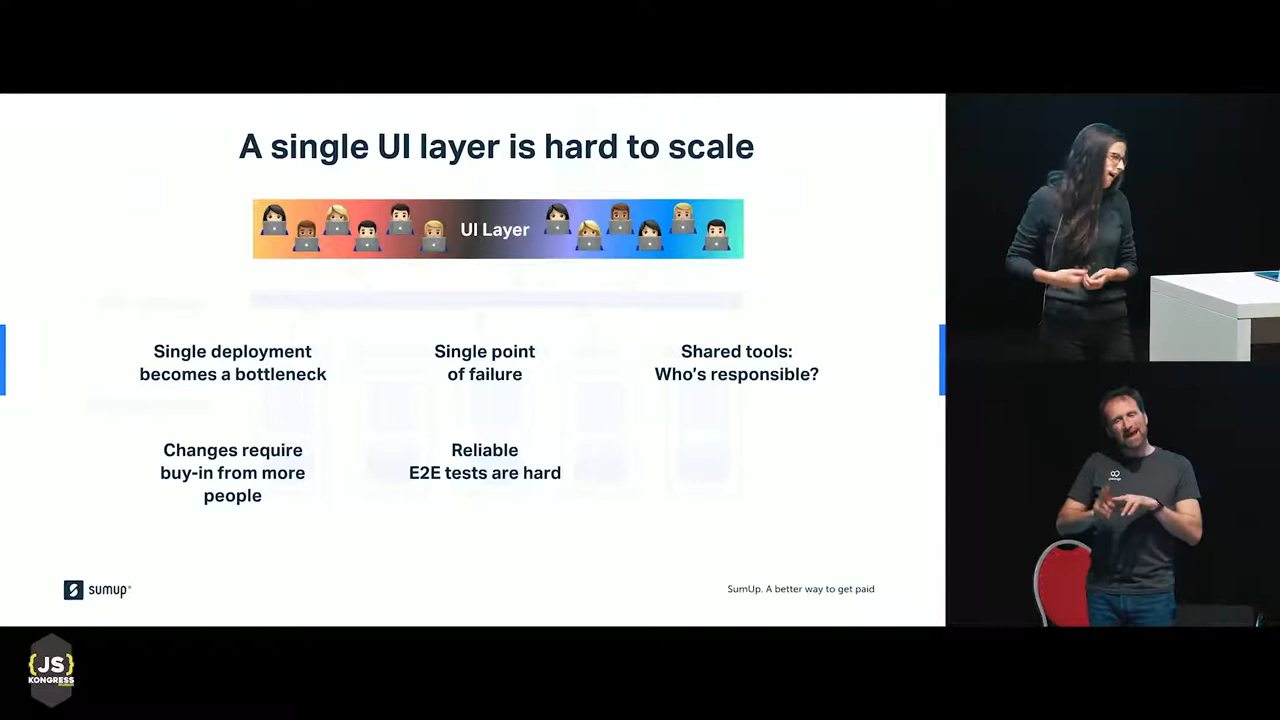 A single UI layer is hard to scale
UI Layer
Single deployment
becomes a bottleneck
Single point
of failure
Shared tools:
Who's responsible?
Changes require
buy-in from more
people
Reliable
E2E tests are hard
sumup®
SumUp. A better way to get paid
{JS}
KONGRESS